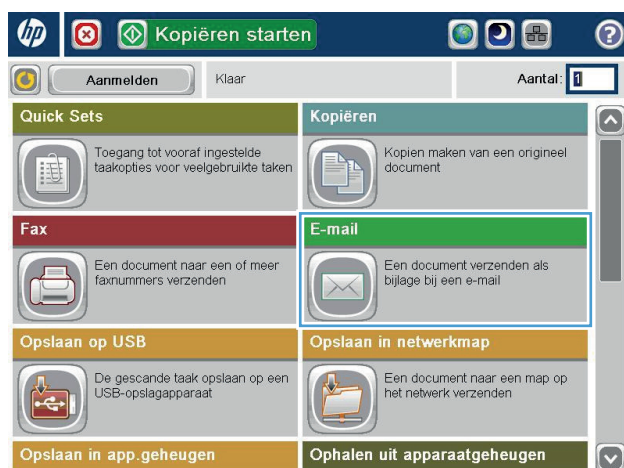 hp
Kopiëren starten
?
Aanmelden
Klaar
Aantal: 1
Quick Sets
Toegang tot vooraf ingestelde
taakopties voor veelgebruikte taken
Kopiëren
Kopien maken van een origineel
document
Fax
Een document naar een of meer
faxnummers verzenden
E-mail
Een document verzenden als
bijlage bij een e-mail
Opslaan op USB
De gescande taak opslaan op een
USB-opslagapparaat
Opslaan in netwerkmap
Een document naar een map op
het netwerk verzenden
Opslaan in app.geheugen
Ophalen uit apparaatgeheugen